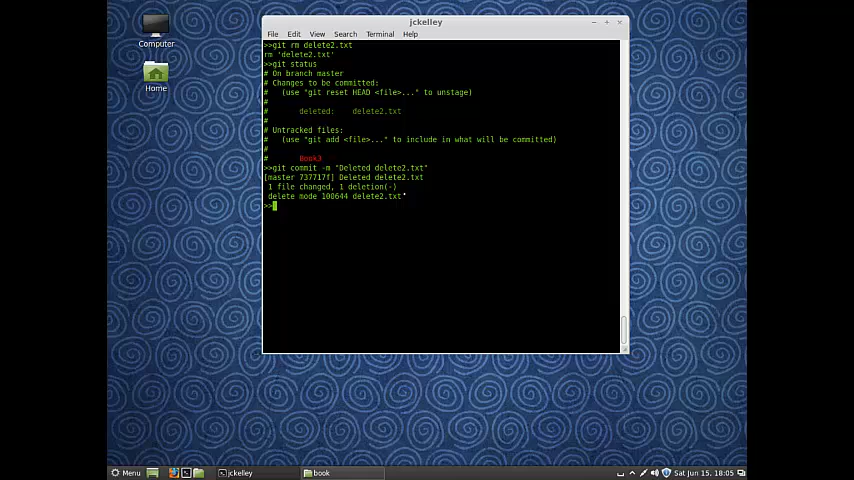 jckelley
File Edit View Search Terminal Help
>>git rm delete2.txt
rm 'delete2.txt'
>>git status
# On branch master
# Changes to be committed:
#   (use "git reset HEAD <file>..." to unstage)
#
#       deleted:    delete2.txt
#
# Untracked files:
#   (use "git add <file>..." to include in what will be committed)
#
#       Book3
>>git commit -m "Deleted delete2.txt"
[master 737717f] Deleted delete2.txt
 1 file changed, 1 deletion(-)
 delete mode 100644 delete2.txt
>>
Computer
Home
Menu jckelley book Sat Jun 15, 18:05